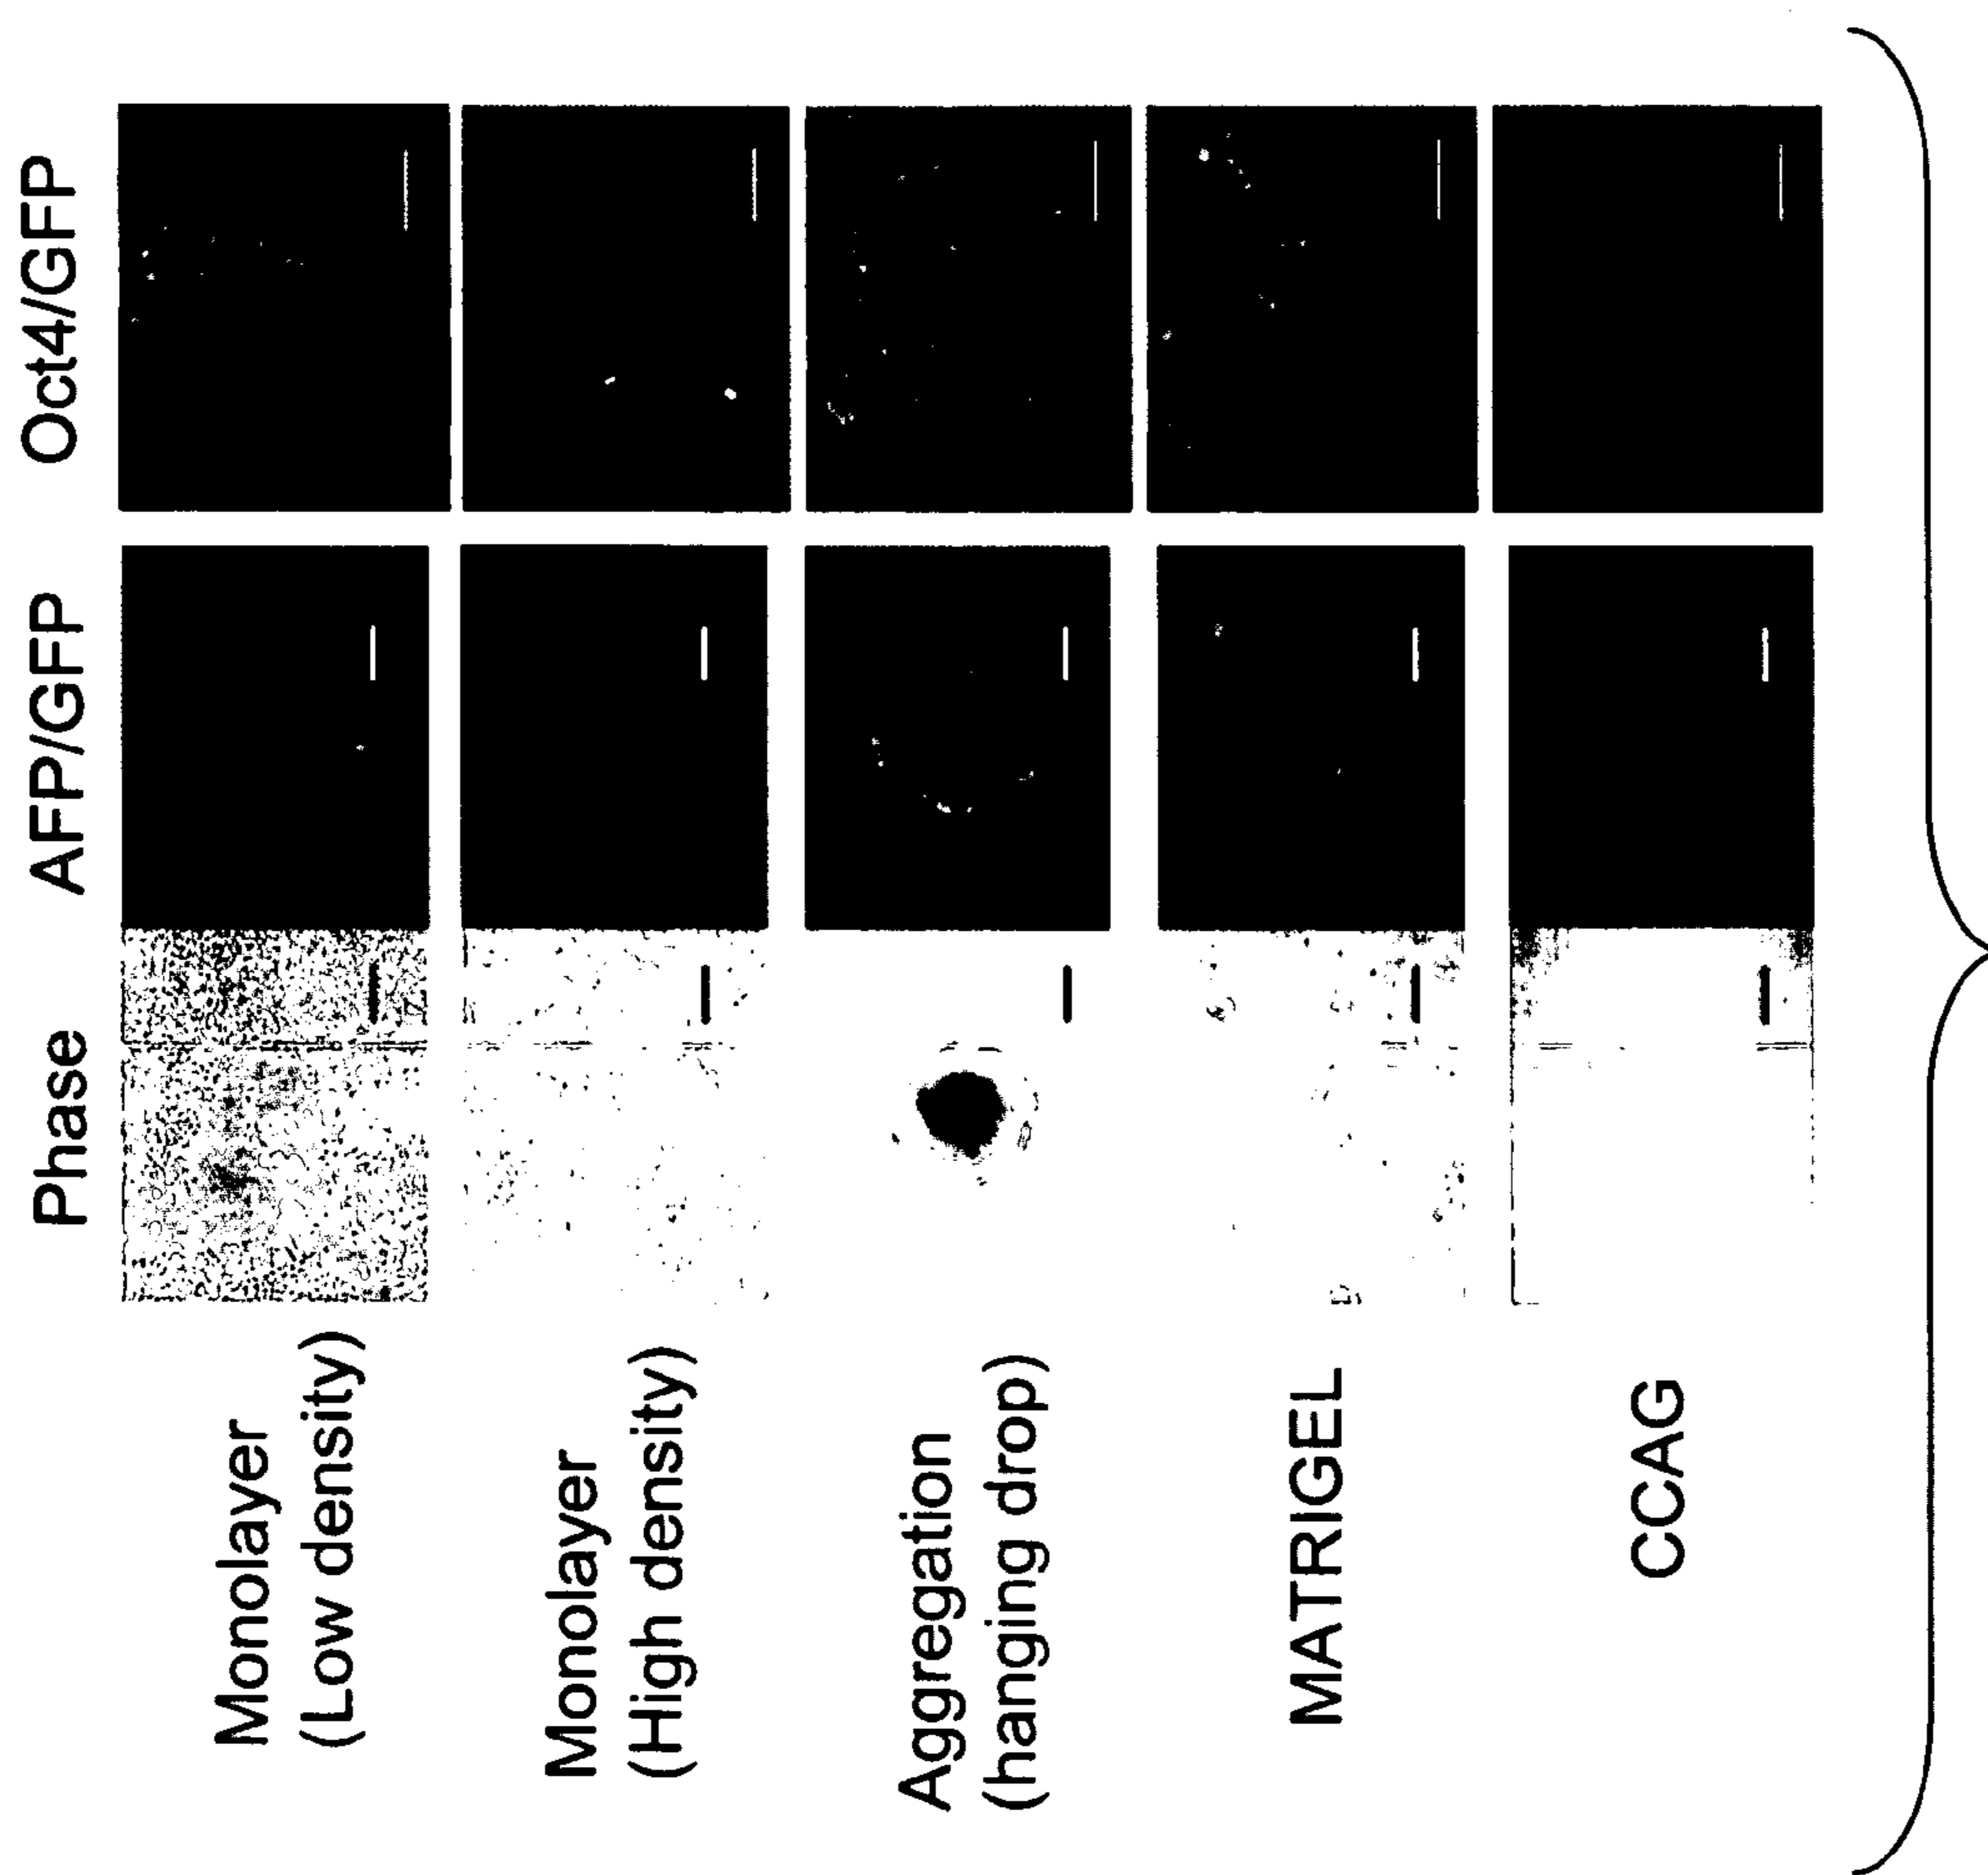 Phase
AFP/GFP
Oct4/GFP
Monolayer
(Low density)
Monolayer
(High density)
Aggregation
(hanging drop)
MATRIGEL
CCAG